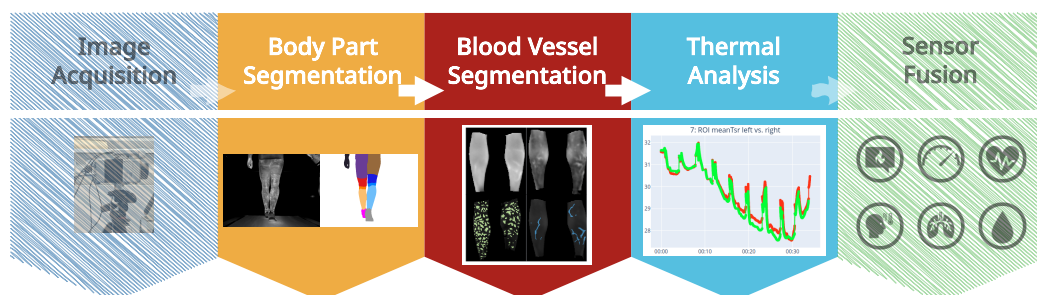 Image
Acquisition
Body Part
Segmentation
Blood Vessel
Segmentation
Thermal
Analysis
Sensor
Fusion
7: ROI meanTsr left vs. right
32
31
30
29
28
00:00
00:10
00:20
00:30